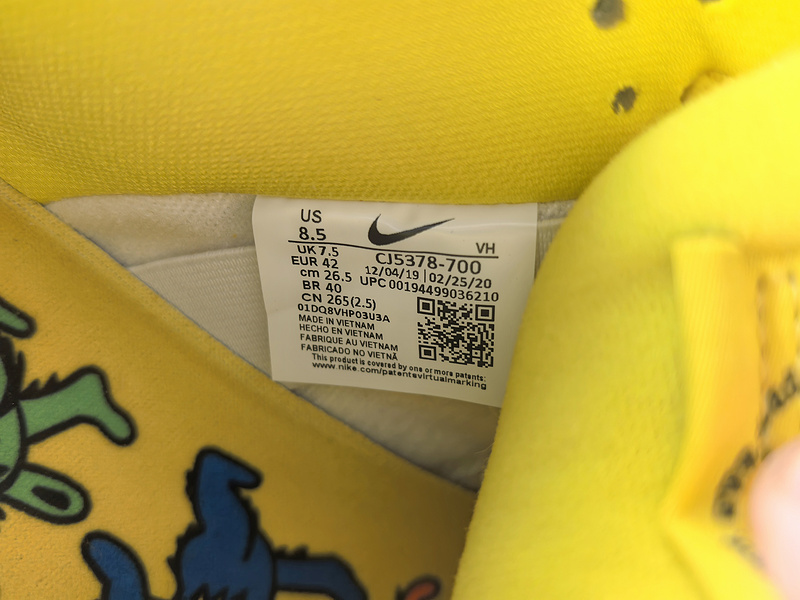 US
8.5
VH
UK 7.5
CJ5378-700
EUR 42
12/04/19 | 02/25/20
cm 26.5
UPC 00194499036210
BR 40
CN 265(2.5)
01DQ8VHP03U3A
MADE IN VIETNAM
HECHO EN VIETNAM
FABRIQUE AU VIETNAM
FABRICADO NO VIETNÃ
This product is covered by one or more patents:
www.nike.com/patentsvirtualmarking